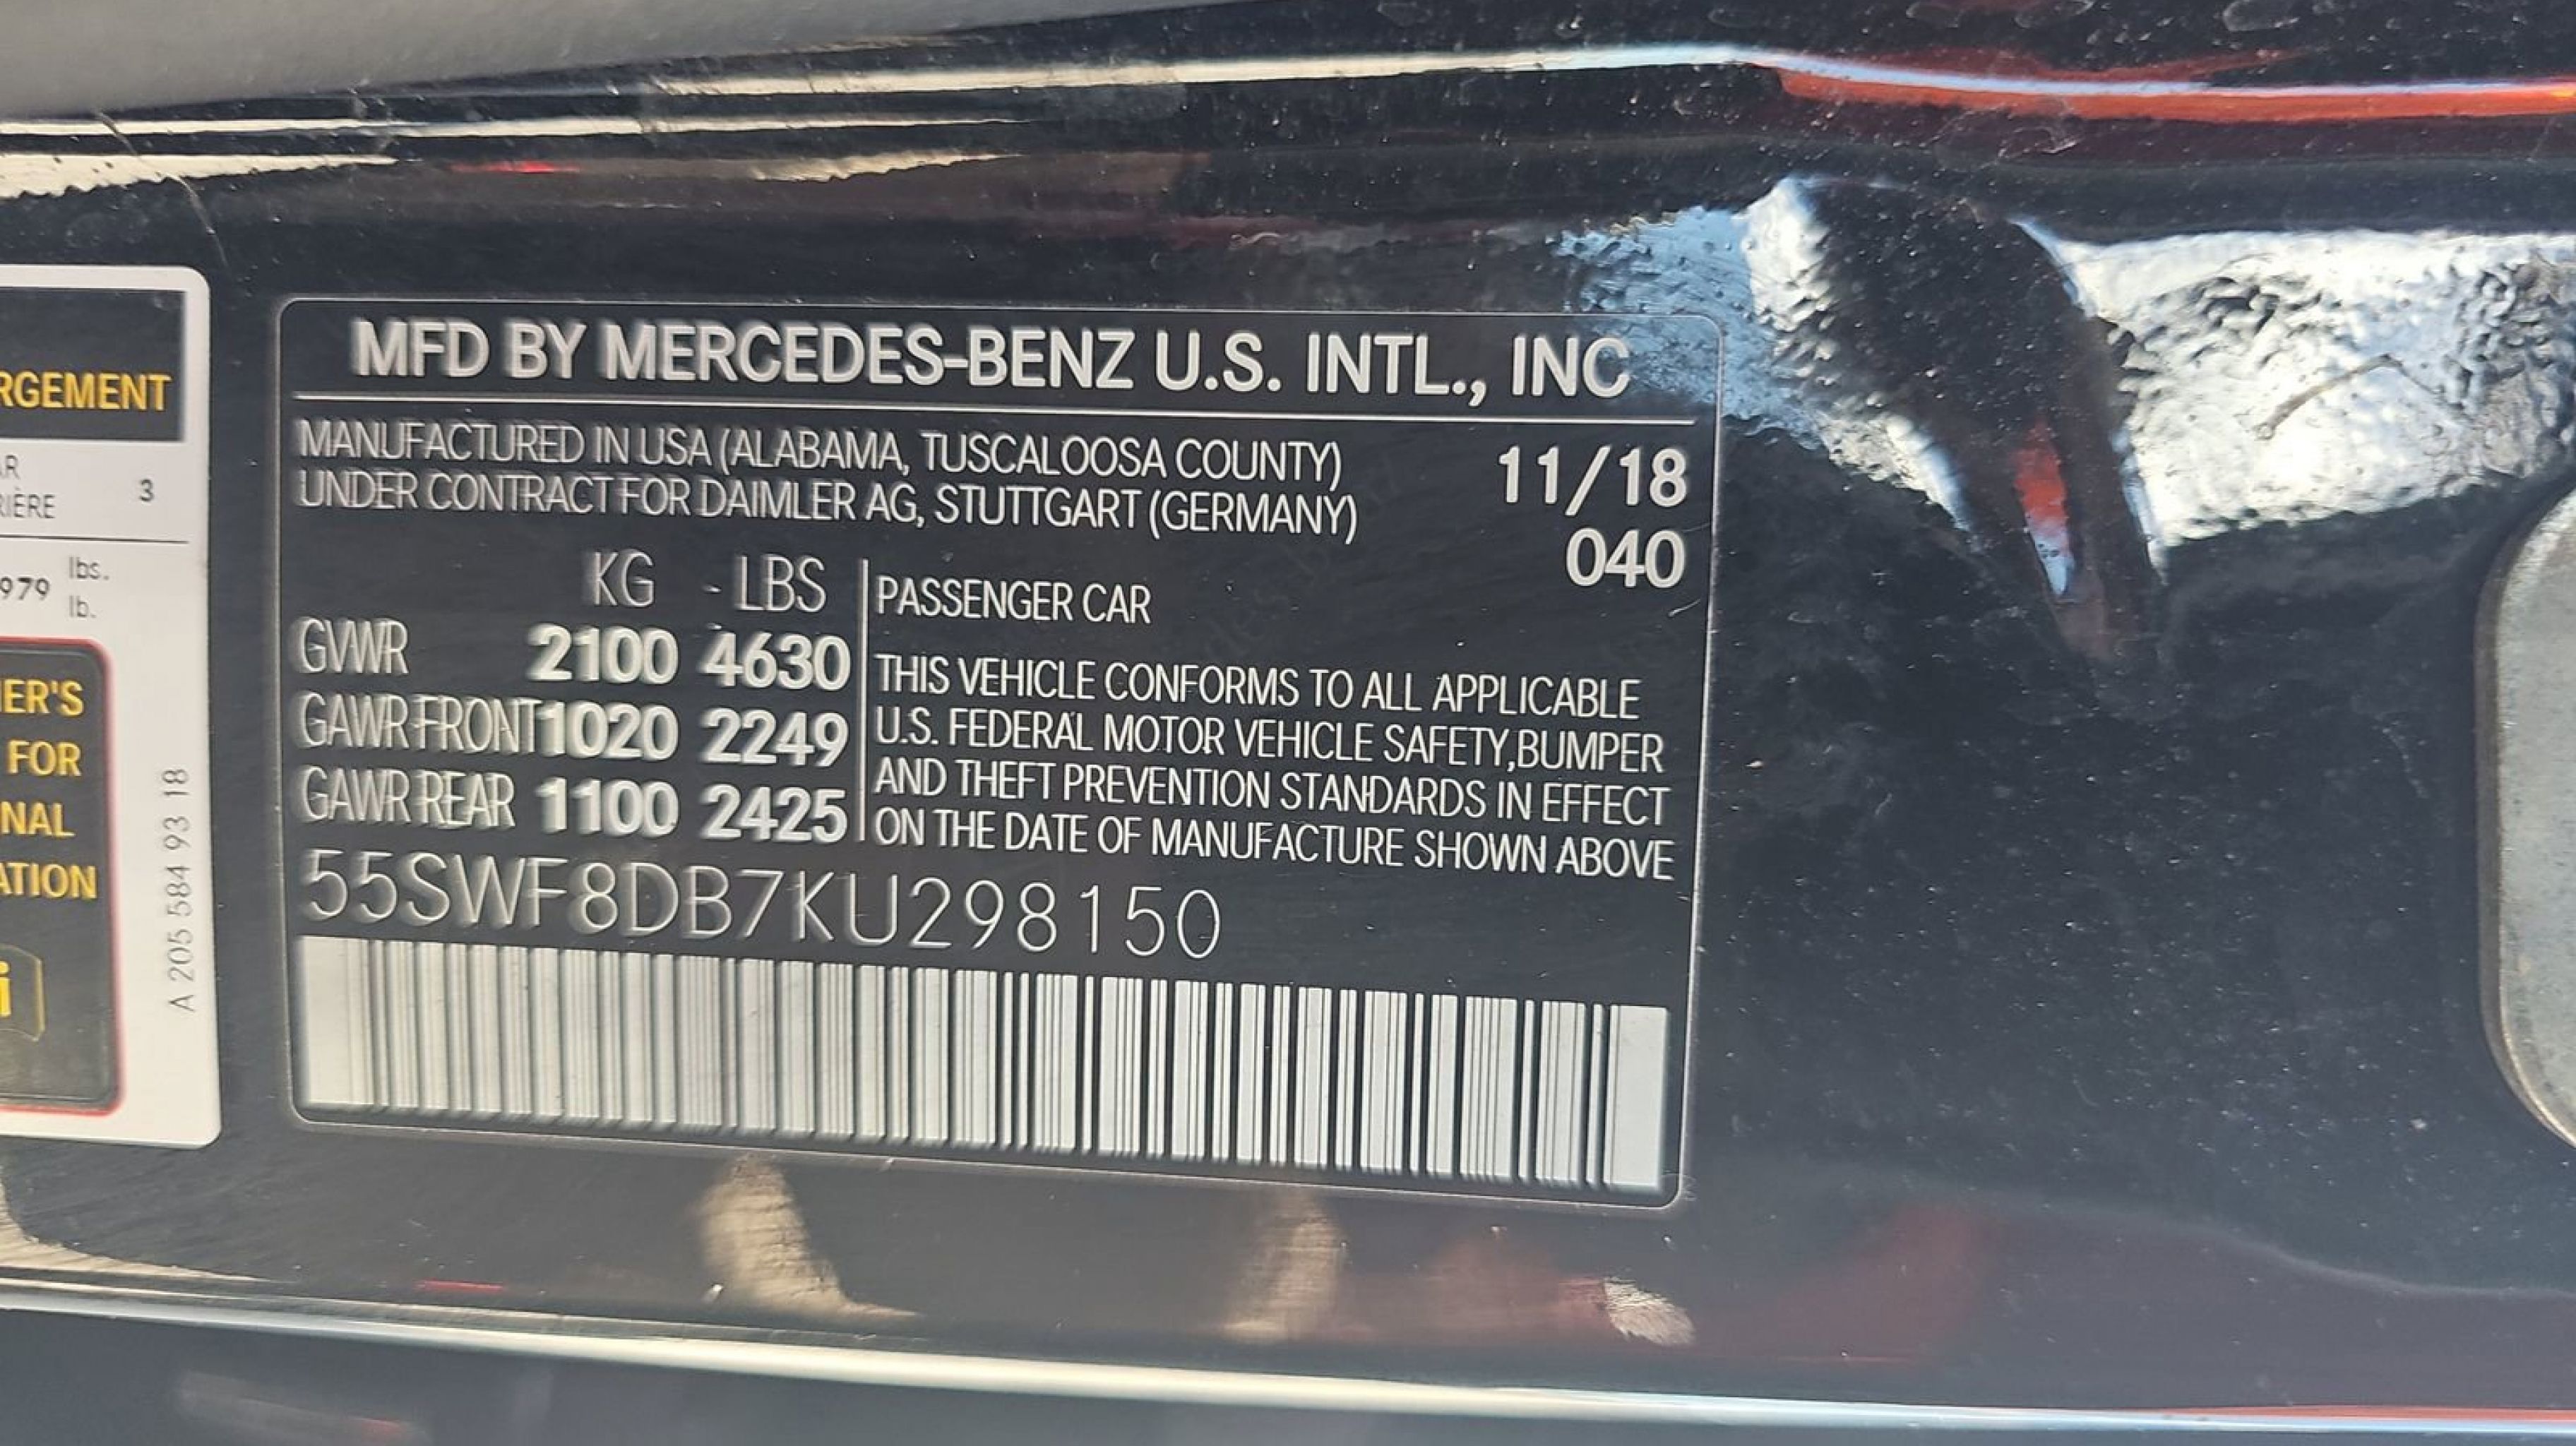 RGEMENT
AR
RIÈRE 3
979 lbs.
lb.
ER'S
FOR
NAL
ATION
i
A 205 584 93 18
MFD BY MERCEDES-BENZ U.S. INTL., INC
MANUFACTURED IN USA (ALABAMA, TUSCALOOSA COUNTY) 11/18
UNDER CONTRACT FOR DAIMLER AG, STUTTGART (GERMANY)
040
KG - LBS
GVWR 2100 4630
GAWR FRONT 1020 2249
GAWR REAR 1100 2425
PASSENGER CAR
THIS VEHICLE CONFORMS TO ALL APPLICABLE
U.S. FEDERAL MOTOR VEHICLE SAFETY,BUMPER
AND THEFT PREVENTION STANDARDS IN EFFECT
ON THE DATE OF MANUFACTURE SHOWN ABOVE
55SWF8DB7KU298150